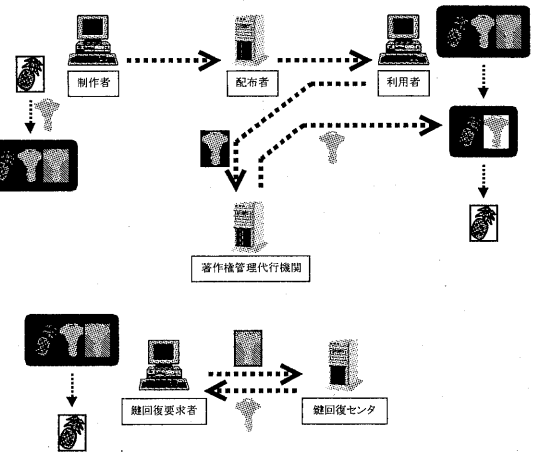 制作者
配布者
利用者
著作権管理代行機関
鍵回復要求者
鍵回復センタ